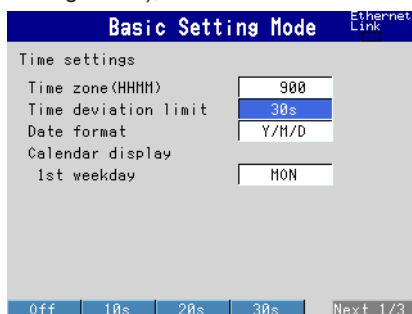 Basic Setting Mode
Ethernet
Link
Time settings
Time zone(HHMM) 900
Time deviation limit 30s
Date format Y/M/D
Calendar display
1st weekday MON
Off 10s 20s 30s Next 1/3